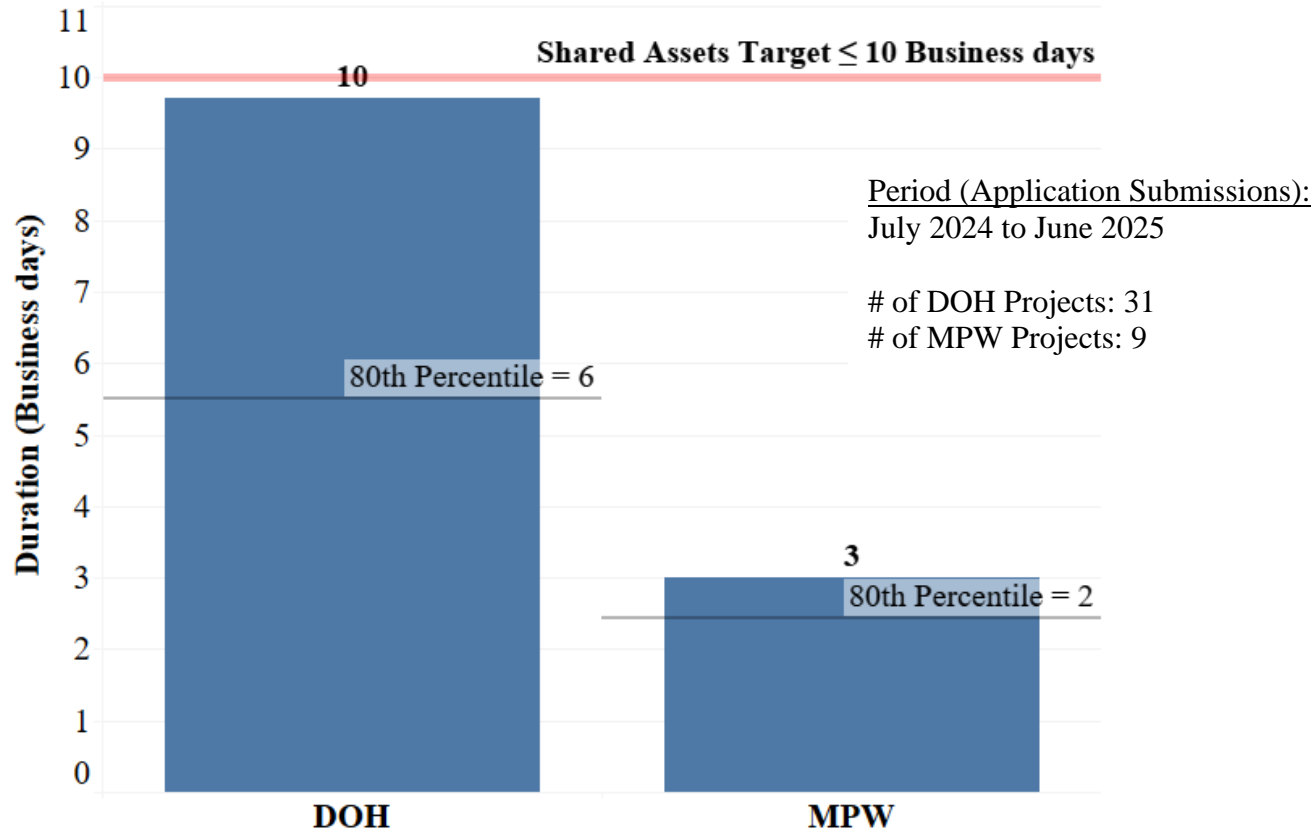 11
Shared Assets Target ≤ 10 Business days
10
10
9
Period (Application Submissions):
8
July 2024 to June 2025
7
# of DOH Projects: 31
# of MPW Projects: 9
6
80th Percentile = 6
5
4
3
3
80th Percentile = 2
2
1
0
Duration (Business days)
DOH
MPW